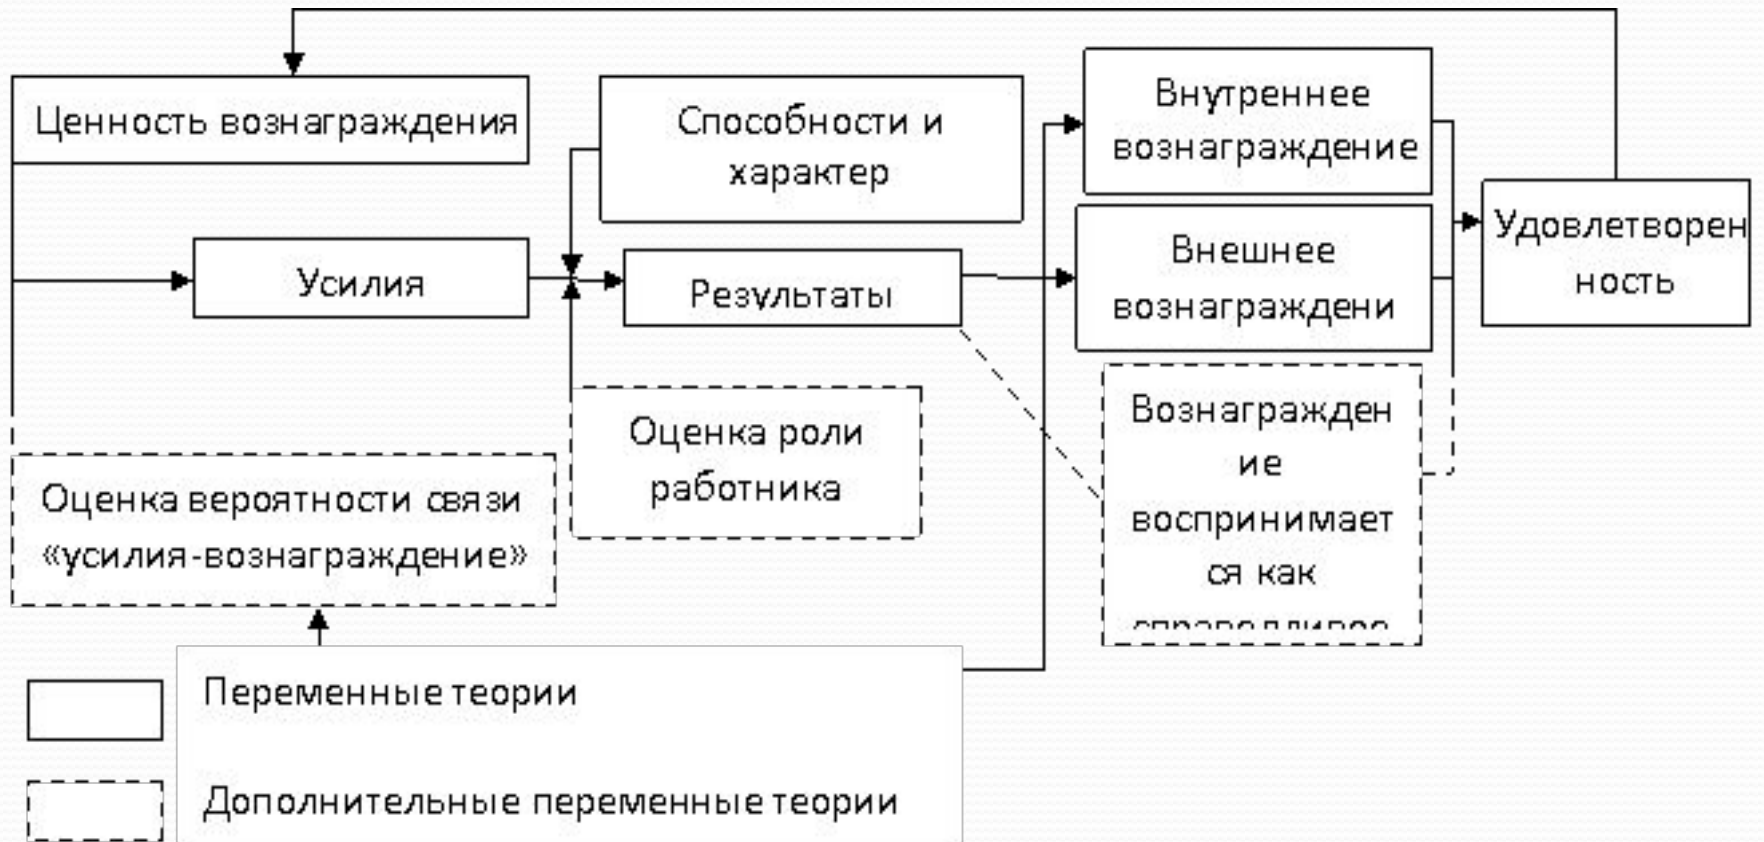 Ценность вознаграждения
Способности и
характер
Внутреннее
вознаграждение
Усилия
Результаты
Внешнее
вознаграждени
Удовлетворен
ность
Оценка роли
работника
Оценка вероятности связи
«усилия-вознаграждение»
Вознагражден
ие
воспринимает
ся как
Переменные теории
Дополнительные переменные теории